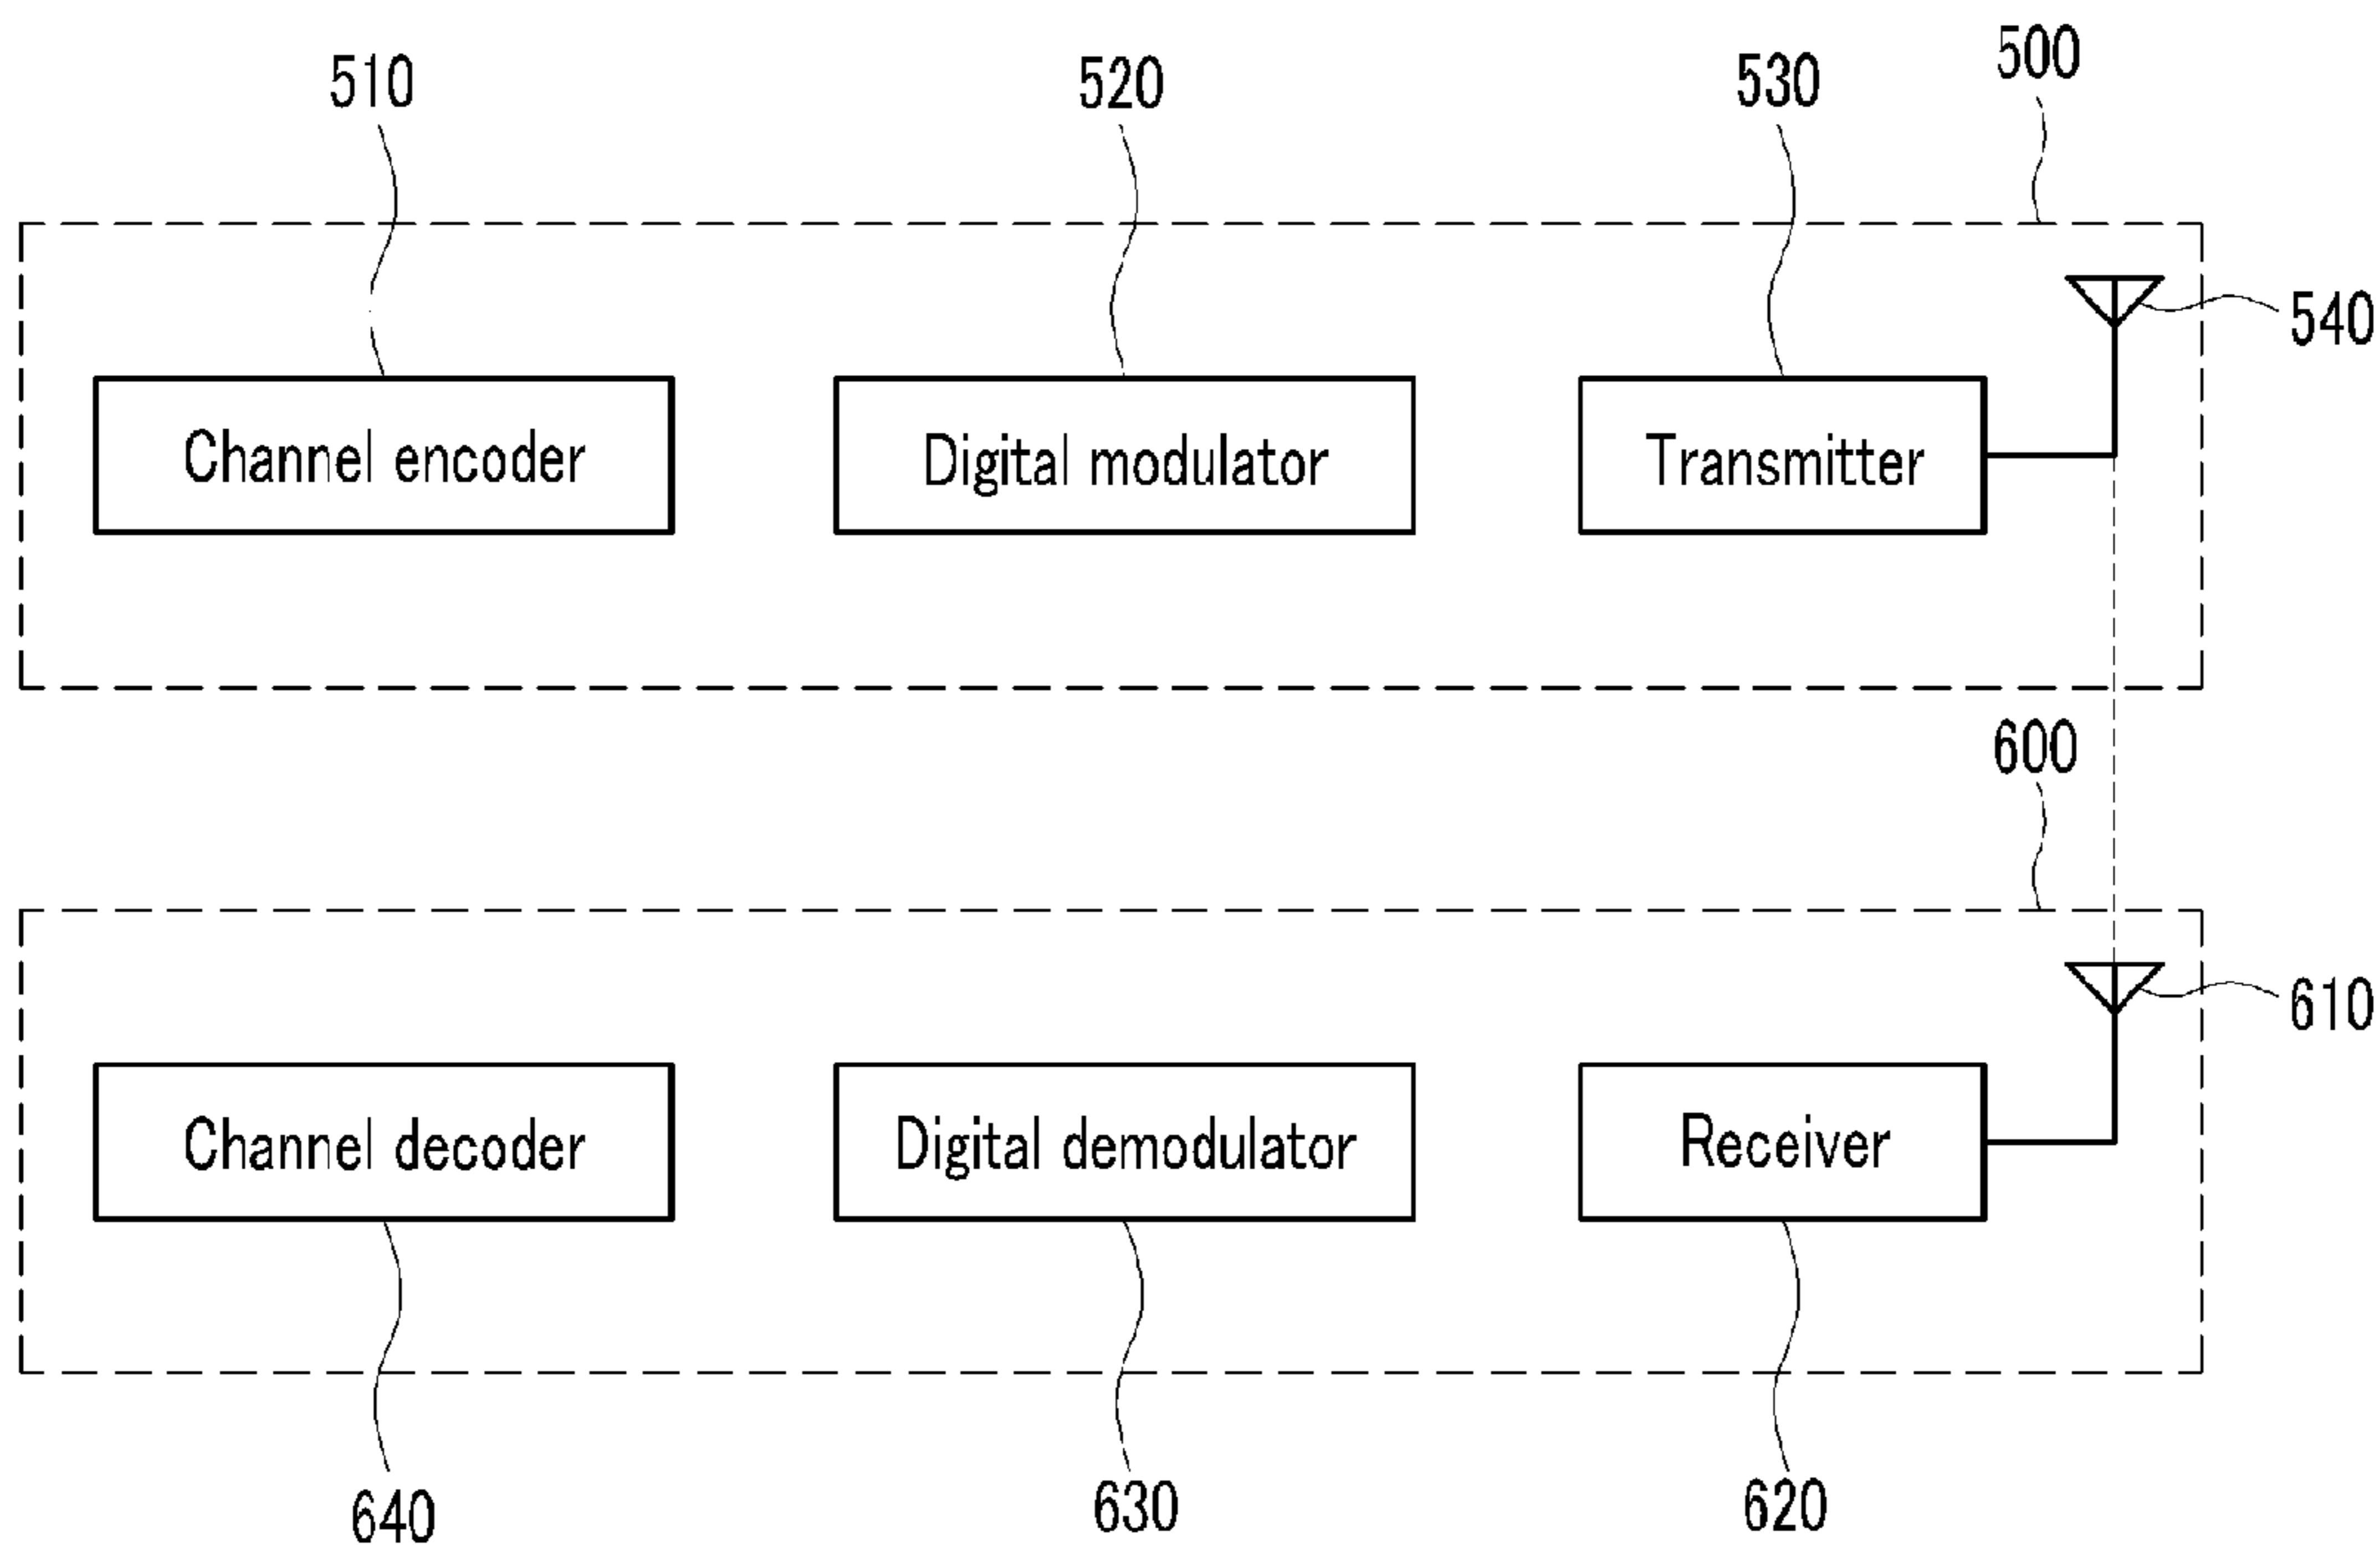 500
510
520
530
540
Channel encoder
Digital modulator
Transmitter
600
610
Channel decoder
Digital demodulator
Receiver
640
630
620